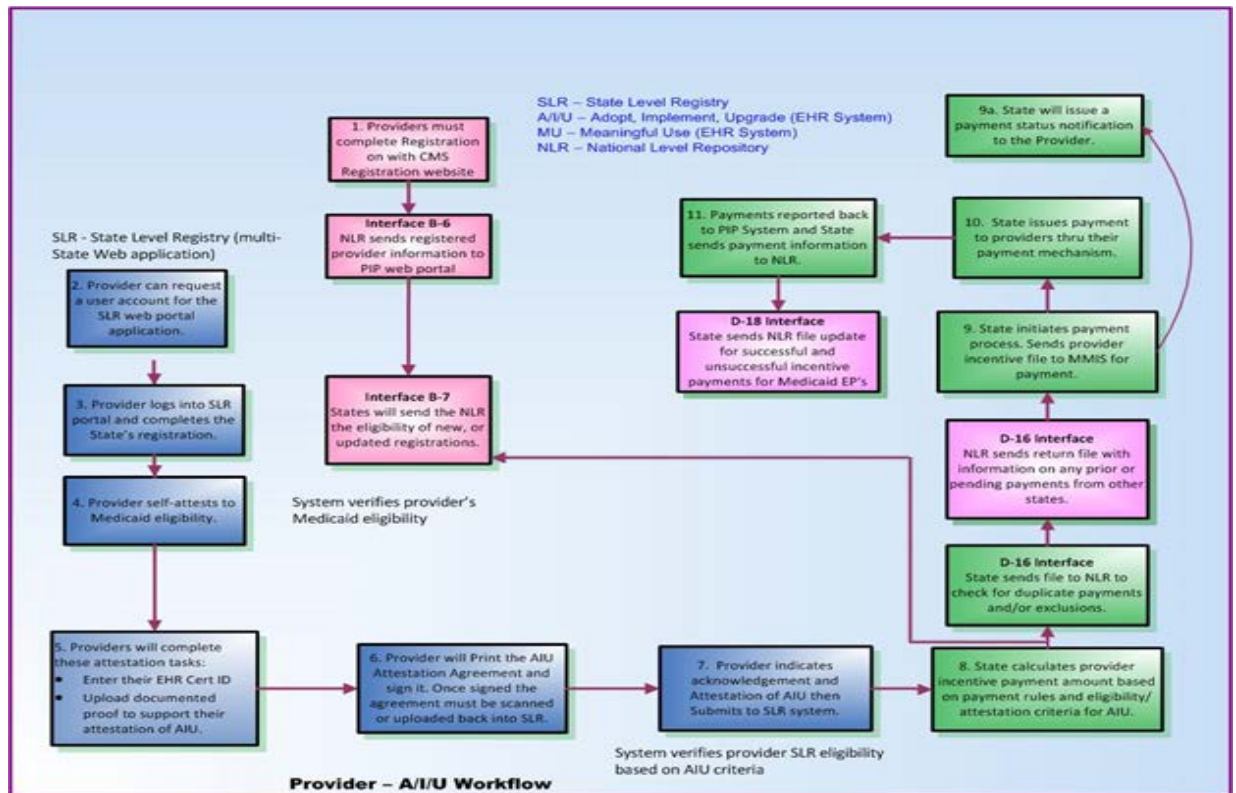 SLR – State Level Registry
A/I/U – Adopt, Implement, Upgrade (EHR System)
MU – Meaningful Use (EHR System)
NLR – National Level Repository
1. Providers must
complete Registration
on with CMS
Registration website
Interface B-6
NLR sends registered
provider information to
PIP web portal
Interface B-7
States will send the NLR
the eligibility of new, or
updated registrations.
System verifies provider's
Medicaid eligibility
SLR - State Level Registry (multi-
State Web application)
2. Provider can request
a user account for the
SLR web portal
application.
3. Provider logs into SLR
portal and completes the
State's registration.
4. Provider self-attests to
Medicaid eligibility.
5. Providers will complete
these attestation tasks:
• Enter their EHR Cert ID
• Upload documented
proof to support their
attestation of AIU.
6. Provider will Print the AIU
Attestation Agreement and
sign it. Once signed the
agreement must be scanned
or uploaded back into SLR.
7. Provider indicates
acknowledgement and
Attestation of AIU then
Submits to SLR system.
System verifies provider SLR eligibility
based on AIU criteria
8. State calculates provider
incentive payment amount based
on payment rules and eligibility/
attestation criteria for AIU.
D-16 Interface
State sends file to NLR to
check for duplicate payments
and/or exclusions.
D-16 Interface
NLR sends return file with
information on any prior or
pending payments from other
states.
9. State initiates payment
process. Sends provider
incentive file to MMIS for
payment.
9a. State will issue a
payment status notification
to the Provider.
10. State issues payment
to providers thru their
payment mechanism.
11. Payments reported back
to PIP System and State
sends payment information
to NLR.
D-18 Interface
State sends NLR file update
for successful and
unsuccessful incentive
payments for Medicaid EP's
Provider – A/I/U Workflow